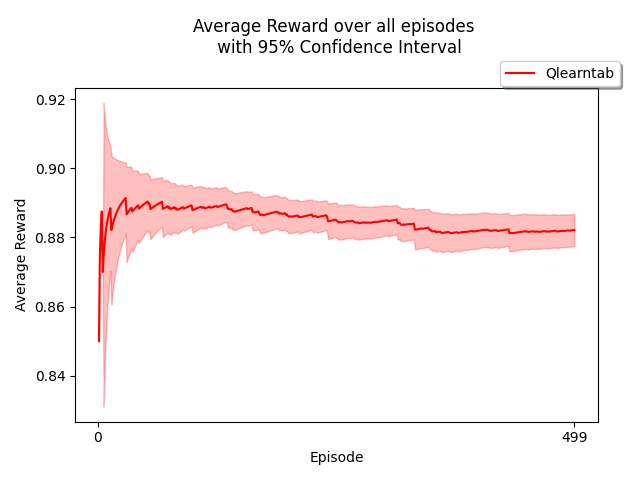 Average Reward over all episodes
with 95% Confidence Interval
Qlearntab
0.92
0.90
0.88
0.86
0.84
Average Reward
0
499
Episode